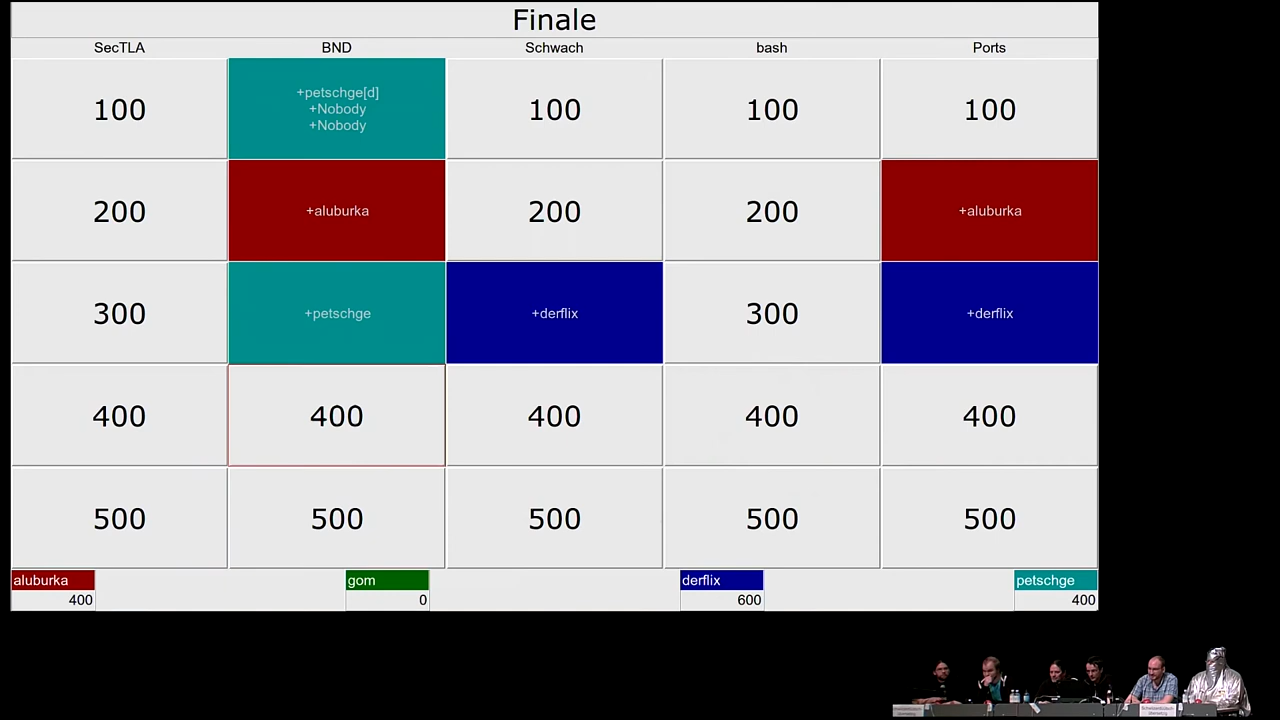 Finale
SecTLA BND Schwach bash Ports
100 +petschge[d] 100 100 100
+Nobody
+Nobody
200 +aluburka 200 200 +aluburka
300 +petschge +derflix 300 +derflix
400 400 400 400 400
500 500 500 500 500
aluburka gom derflix petschge
400 0 600 400